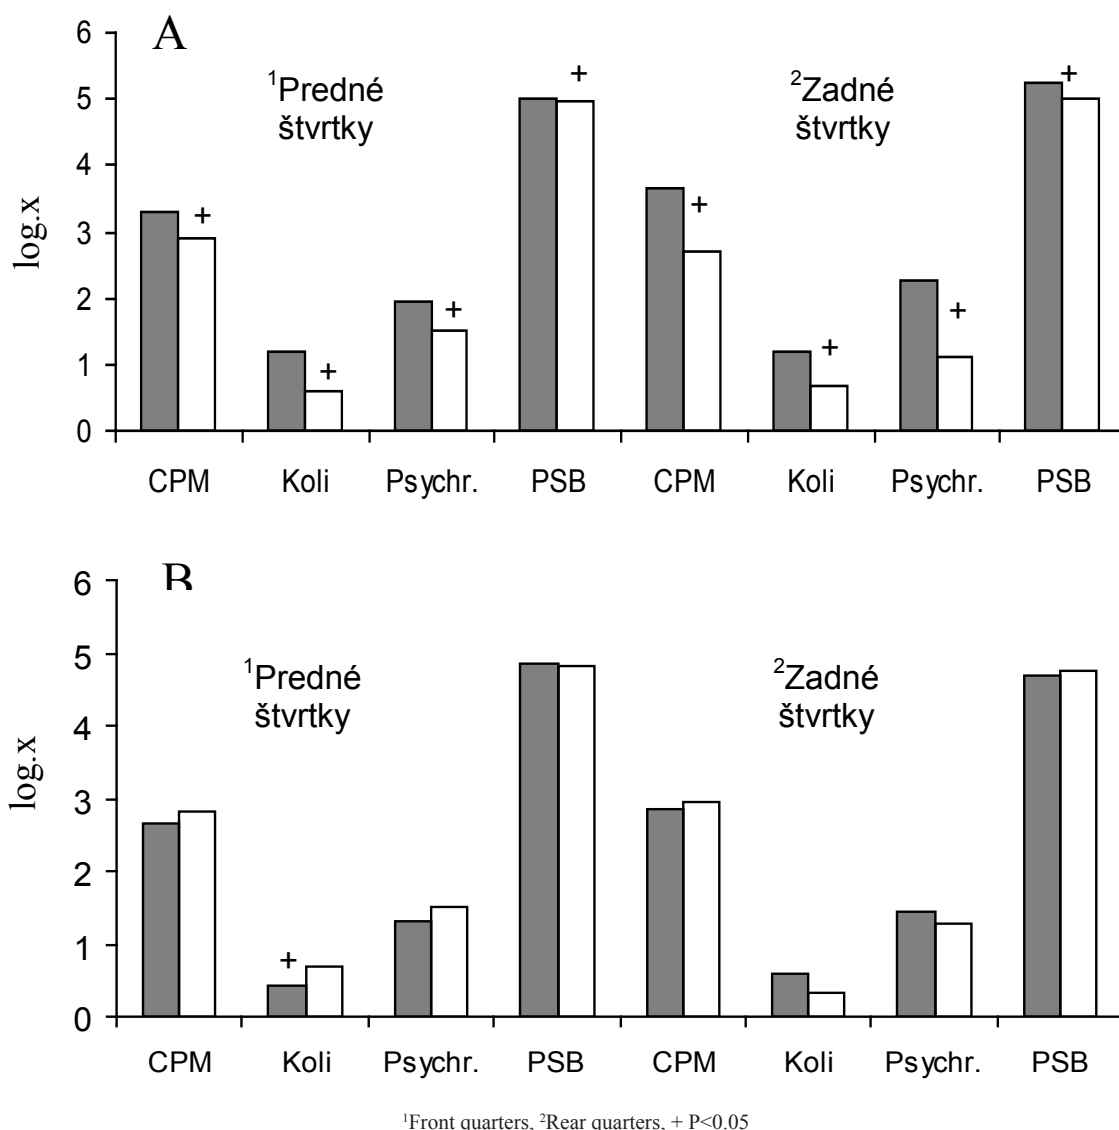 A
6
5
4
3
2
1
0
log.x
¹Predné
štvrtky
²Zadné
štvrtky
+
+
+
+
+
+
+
+
CPM Koli Psychr. PSB CPM Koli Psychr. PSB
B
6
5
4
3
2
1
0
log.x
¹Predné
štvrtky
²Zadné
štvrtky
+
CPM Koli Psychr. PSB CPM Koli Psychr. PSB
¹Front quarters, ²Rear quarters, + P<0.05